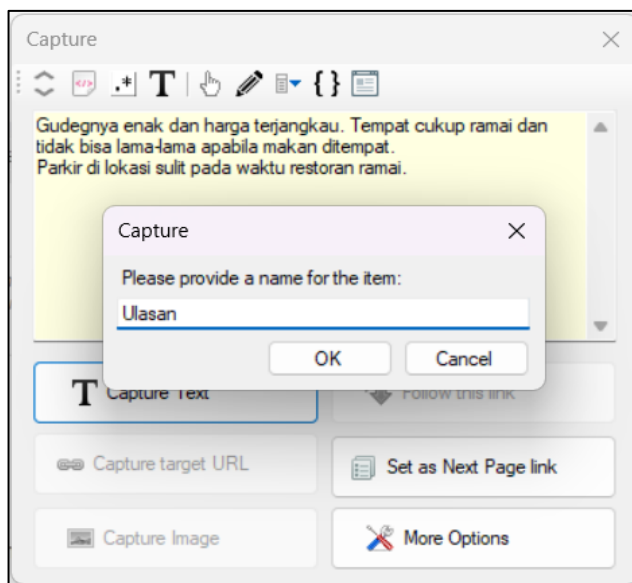 Capture
</> .* T { }
Gudegnya enak dan harga terjangkau. Tempat cukup ramai dan
tidak bisa lama-lama apabila makan ditempat.
Parkir di lokasi sulit pada waktu restoran ramai.
Capture
Please provide a name for the item:
Ulasan
OK Cancel
T Capture Text Follow this link
Capture target URL Set as Next Page link
Capture Image More Options